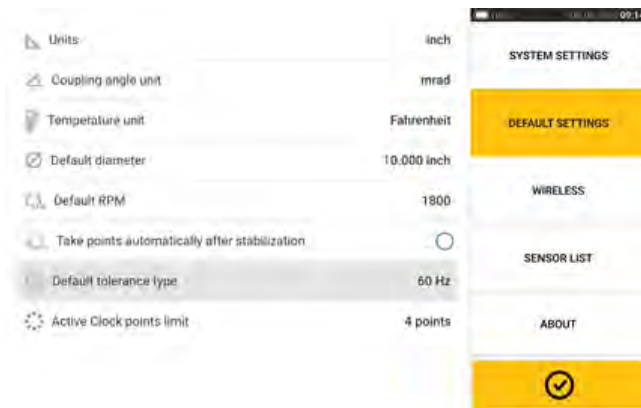 Units inch
Coupling angle unit mrad
Temperature unit Fahrenheit
Default diameter 10.000 inch
Default RPM 1800
Take points automatically after stabilization
Default tolerance type 60 Hz
Active Clock points limit 4 points
09:14
SYSTEM SETTINGS
DEFAULT SETTINGS
WIRELESS
SENSOR LIST
ABOUT